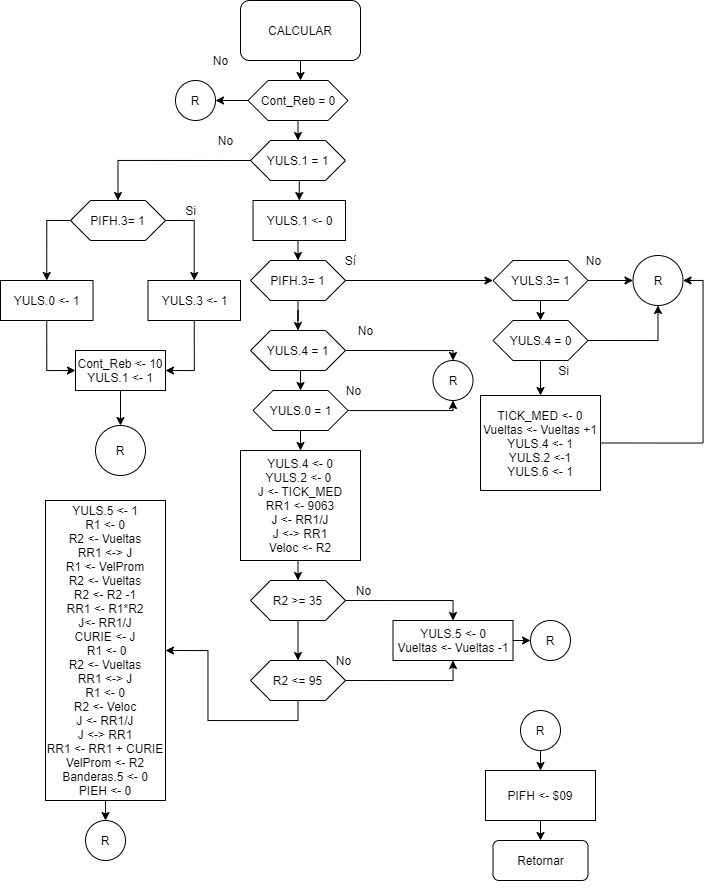 CALCULAR
No
R
Cont_Reb = 0
No
YULS.1 = 1
PIFH.3= 1
Si
YULS.1 <- 0
YULS.0 <- 1
YULS.3 <- 1
Cont_Reb <- 10
YULS.1 <- 1
R
PIFH.3= 1
Sí
YULS.3= 1
No
R
YULS.4 = 0
Si
TICK_MED <- 0
Vueltas <- Vueltas +1
YULS.4 <- 1
YULS.2 <-1
YULS.6 <- 1
YULS.4 = 1
No
R
YULS.0 = 1
No
YULS.4 <- 0
YULS.2 <- 0
J <- TICK_MED
RR1 <- 9063
J <- RR1/J
J <-> RR1
Veloc <- R2
R2 >= 35
No
YULS.5 <- 0
Vueltas <- Vueltas -1
R
R2 <= 95
No
YULS.5 <- 1
R1 <- 0
R2 <- Vueltas
RR1 <-> J
R1 <- VelProm
R2 <- Vueltas
R2 <- R2 -1
RR1 <- R1*R2
J<- RR1/J
CURIE <- J
R1 <- 0
R2 <- Vueltas
RR1 <-> J
R1 <- 0
R2 <- Veloc
J <- RR1/J
J <-> RR1
RR1 <- RR1 + CURIE
VelProm <- R2
Banderas.5 <- 0
PIEH <- 0
R
R
PIFH <- $09
Retornar